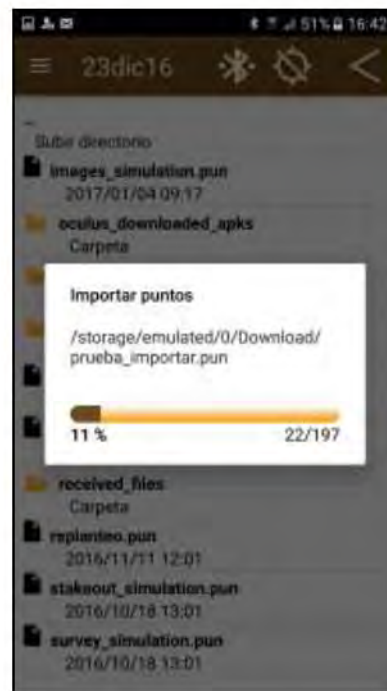 51% 16:42
23dic16
..
Subir directorio
images_simulation.pun
2017/01/04 09:17
oculus_downloaded_apks
Carpeta
Importar puntos
/storage/emulated/0/Download/
prueba_importar.pun
11 % 22/197
received_files
Carpeta
replanteo.pun
2016/11/11 12:01
stakeout_simulation.pun
2016/10/18 13:01
survey_simulation.pun
2016/10/18 13:01